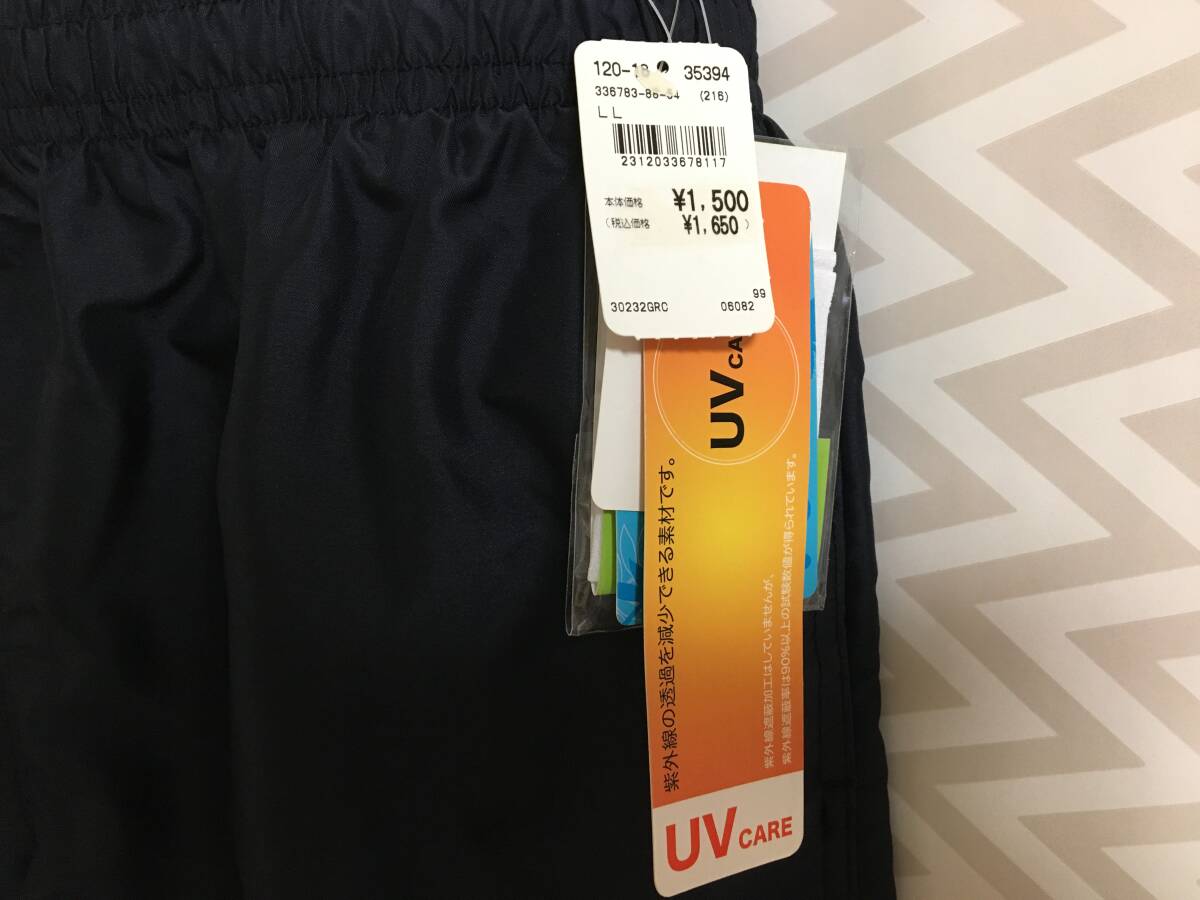 120-18 35394
336783-86-54 (216)
LL
2312033678117
本体価格 ¥1,500
(税込価格 ¥1,650 )
99
30232GRC 06082
UV CA
紫外線の透過を減少できる素材です。
紫外線遮蔽加工はしていませんが、
紫外線遮蔽率は90%以上の試験数値が得られています。
UV CARE